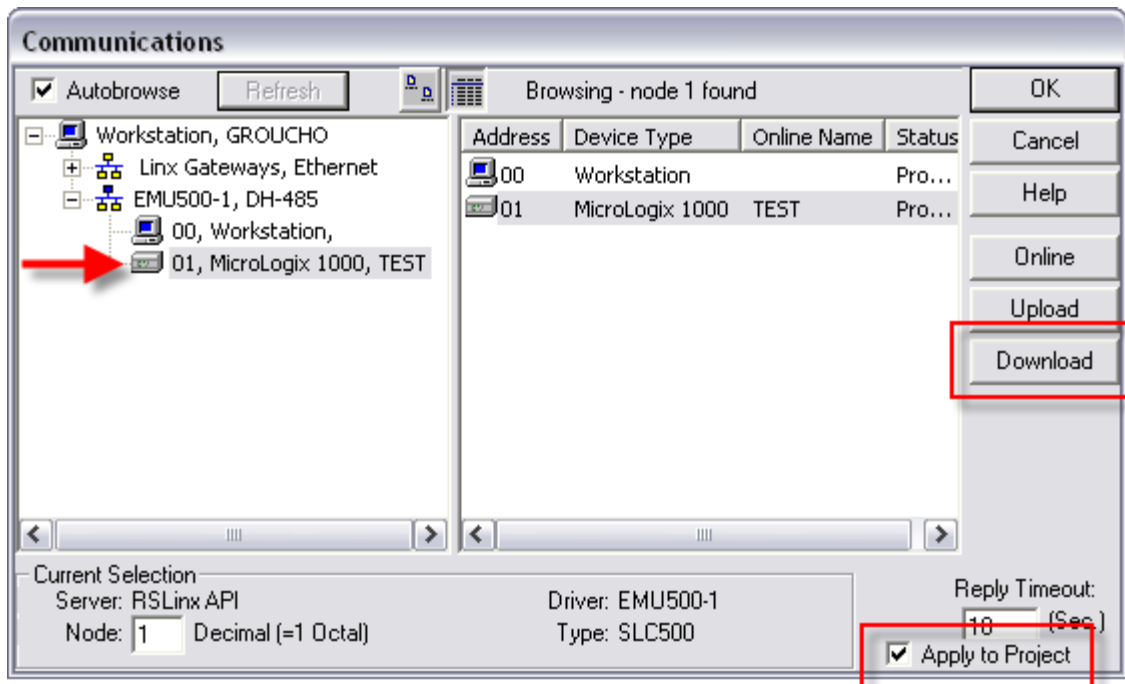 Communications
Autobrowse Refresh Browsing - node 1 found OK
Workstation, GROUCHO
Linx Gateways, Ethernet
EMU500-1, DH-485
00, Workstation,
01, MicroLogix 1000, TEST
Address Device Type Online Name Status
00 Workstation Pro...
01 MicroLogix 1000 TEST Pro...
Cancel
Help
Online
Upload
Download
Current Selection
Server: RSLinx API Driver: EMU500-1
Node: 1 Decimal (=1 Octal) Type: SLC500
Reply Timeout:
10 (Sec.)
Apply to Project